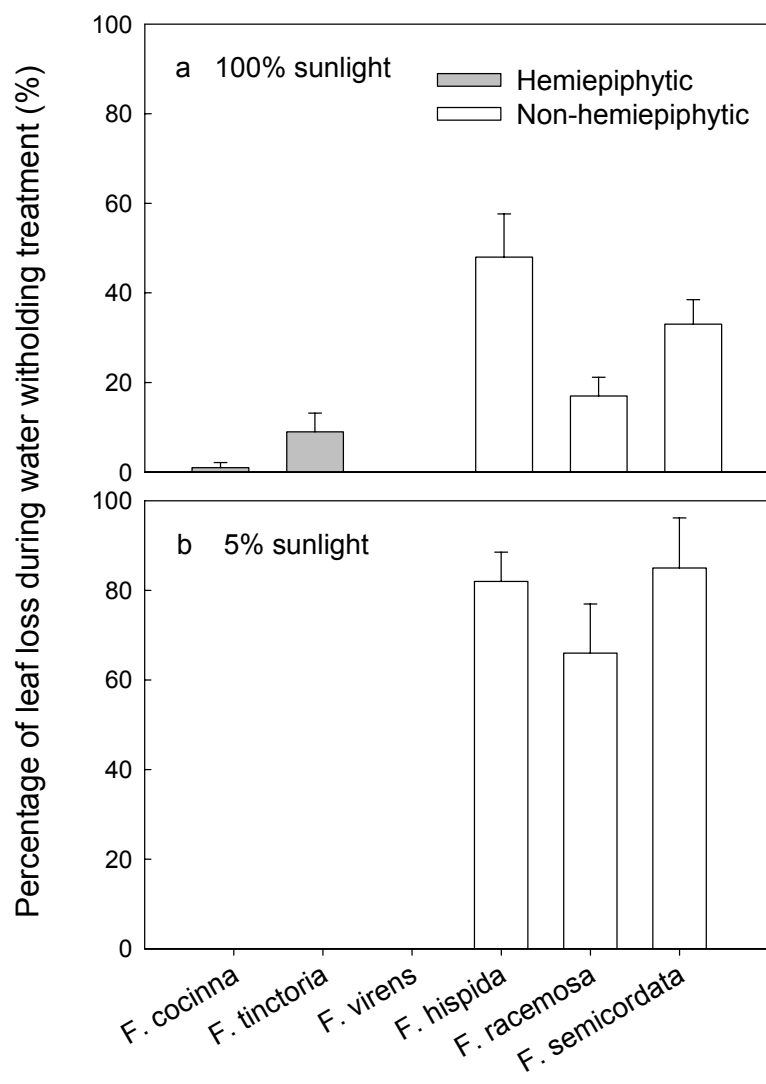 Percentage of leaf loss during water witholding treatment (%)
100
80
60
40
20
0
a 100% sunlight
Hemiepiphytic
Non-hemiepiphytic
100
80
60
40
20
0
b 5% sunlight
F. cocinna
F. tinctoria
F. virens
F. hispida
F. racemosa
F. semicordata